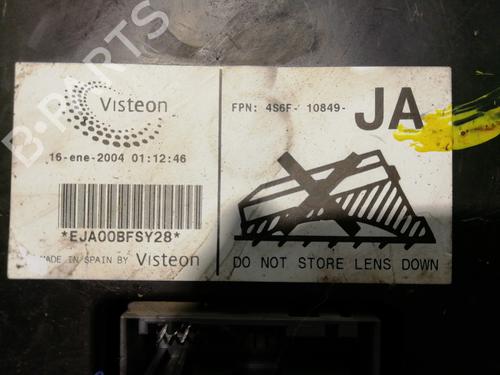 Visteon
16-ene-2004 01:12:46
*EJA00BFSY28*
MADE IN SPAIN BY Visteon
FPN: 4S6F- 10849- JA
DO NOT STORE LENS DOWN
B-PARTS